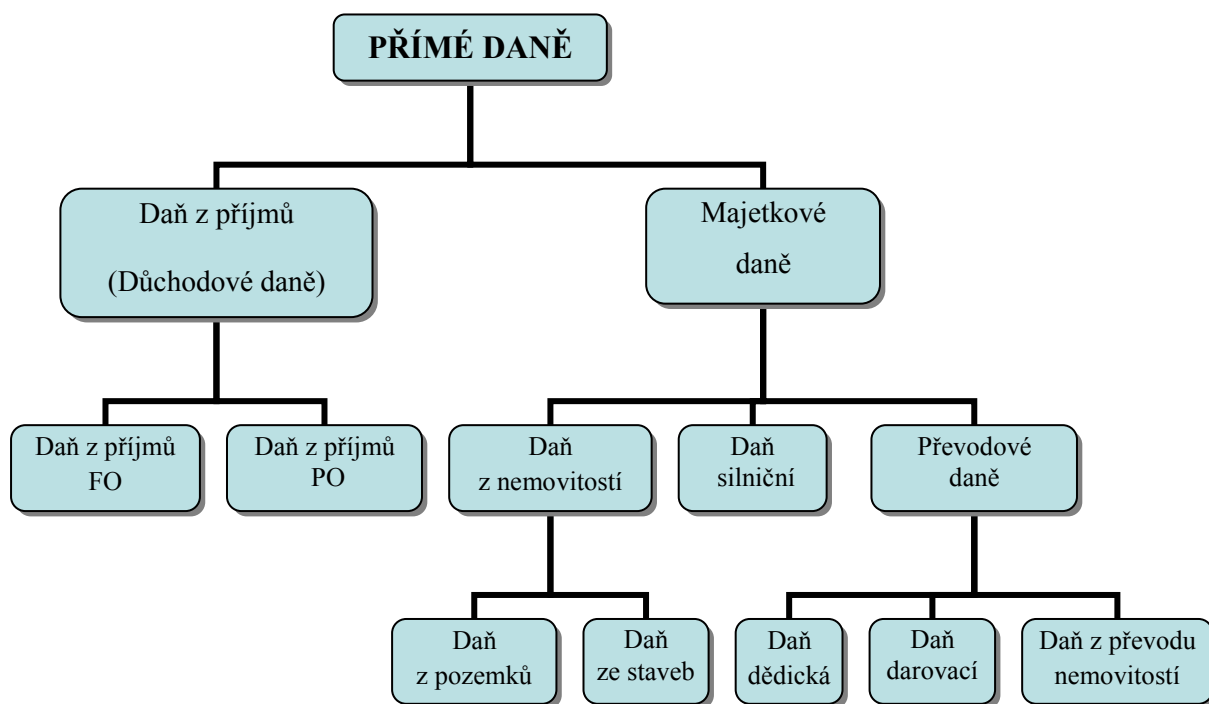 PŘÍMÉ DANĚ
Daň z příjmů
(Důchodové daně)
Majetkové
daně
Daň z příjmů
FO
Daň z příjmů
PO
Daň
z nemovitostí
Daň
silniční
Převodové
daně
Daň
z pozemků
Daň
ze staveb
Daň
dědická
Daň
darovací
Daň z převodu
nemovitostí